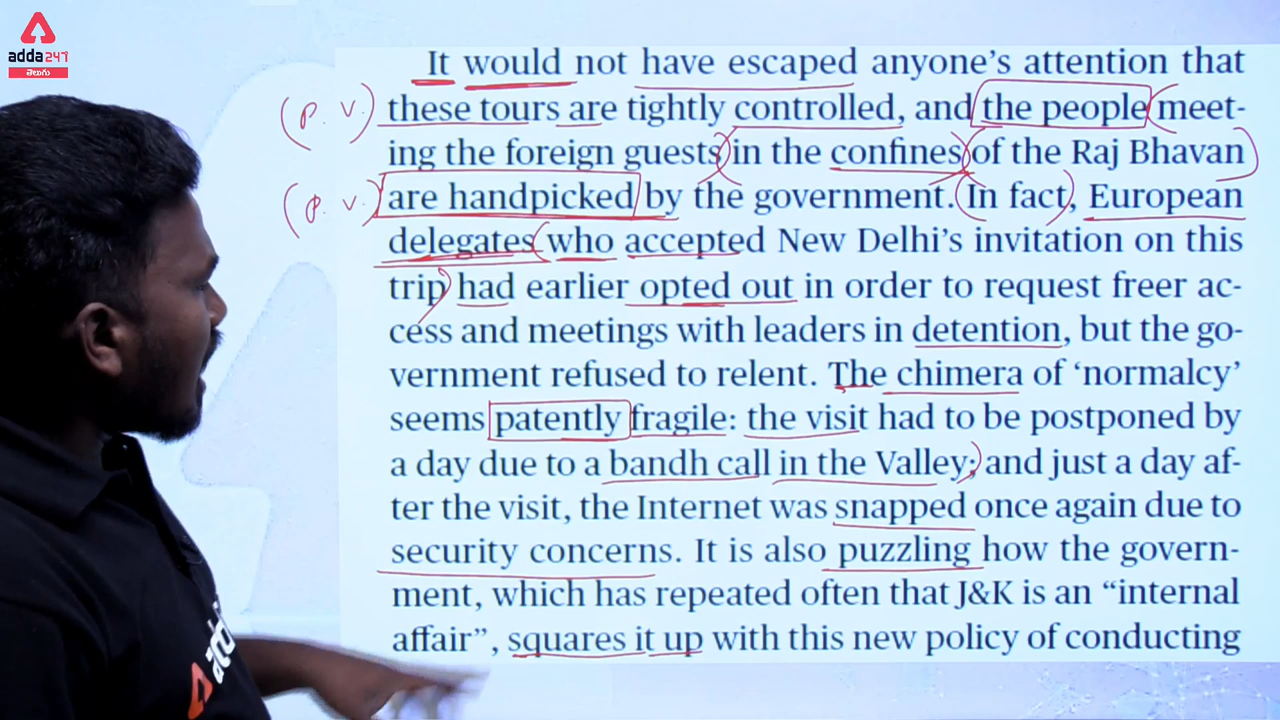 adda247
తెలుగు
It would not have escaped anyone's attention that
(P. V.) these tours are tightly controlled, and the people meet-
ing the foreign guests in the confines of the Raj Bhavan
(P. V.) are handpicked by the government. In fact, European
delegates who accepted New Delhi's invitation on this
trip had earlier opted out in order to request freer ac-
cess and meetings with leaders in detention, but the go-
vernment refused to relent. The chimera of 'normalcy'
seems patently fragile: the visit had to be postponed by
a day due to a bandh call in the Valley; and just a day af-
ter the visit, the Internet was snapped once again due to
security concerns. It is also puzzling how the govern-
ment, which has repeated often that J&K is an "internal
affair", squares it up with this new policy of conducting